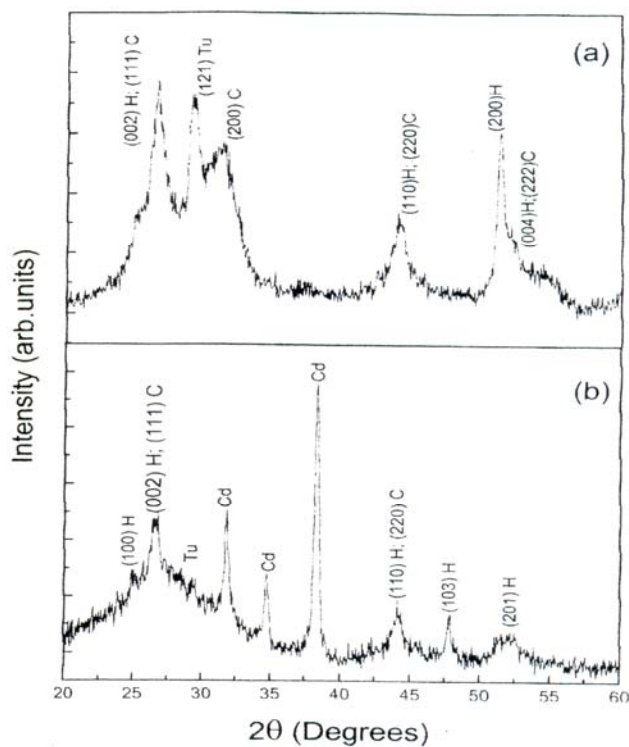 (a)
(002) H; (111) C
(121) Tu
(200) C
(110)H; (220)C
(200)H
(004)H;(222)C
Intensity (arb.units)
(b)
(100) H
(002) H; (111) C
Tu
Cd
Cd
Cd
(110) H; (220) C
(103) H
(201) H
20 25 30 35 40 45 50 55 60
2θ (Degrees)